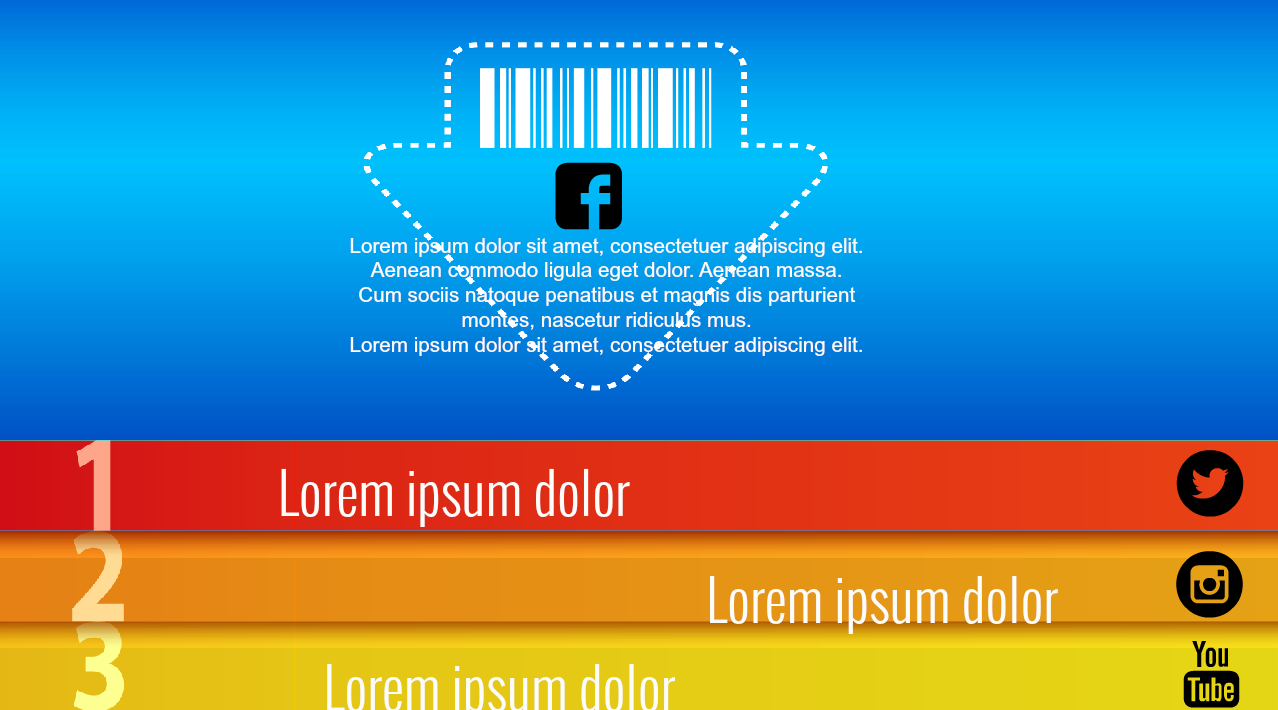 Lorem ipsum dolor sit amet, consectetuer adipiscing elit.
Aenean commodo ligula eget dolor. Aenean massa.
Cum sociis natoque penatibus et magnis dis parturient
montes, nascetur ridiculus mus.
Lorem ipsum dolor sit amet, consectetuer adipiscing elit.
1 Lorem ipsum dolor
2 Lorem ipsum dolor
3 Lorem ipsum dolor
You
Tube